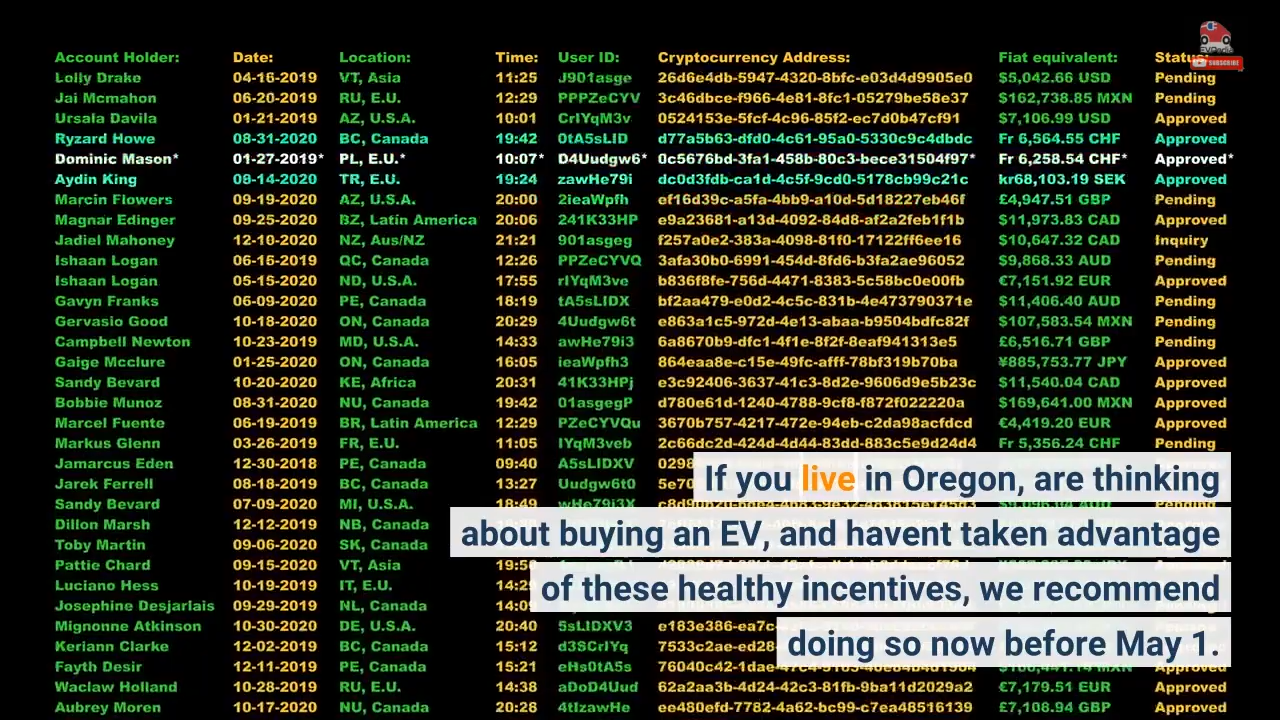 EVRadio
SUBSCRIBE
Account Holder: Date: Location: Time: User ID: Cryptocurrency Address: Fiat equivalent: Status:
Lolly Drake 04-16-2019 VT, Asia 11:25 J901asge 26d6e4db-5947-4320-8bfc-e03d4d9905e0 $5,042.66 USD Pending
Jai Mcmahon 06-20-2019 RU, E.U. 12:29 PPPZeCYV 3c46dbce-f966-4e81-8fc1-05279be58e37 $162,738.85 MXN Pending
Ursala Davila 01-21-2019 AZ, U.S.A. 10:01 CrIYqM3v 0524153e-5fcf-4c96-85f2-ec7d0b47cf91 $7,106.99 USD Approved
Ryzard Howe 08-31-2020 BC, Canada 19:42 0tA5sLID d77a5b63-dfd0-4c61-95a0-5330c9c4dbdc Fr 6,564.55 CHF Approved
Dominic Mason* 01-27-2019* PL, E.U.* 10:07* D4Uudgw6* 0c5676bd-3fa1-458b-80c3-bece31504f97* Fr 6,258.54 CHF* Approved*
Aydin King 08-14-2020 TR, E.U. 19:24 zawHe79i dc0d3fdb-ca1d-4c5f-9cd0-5178cb99c21c kr68,103.19 SEK Approved
Marcin Flowers 09-19-2020 AZ, U.S.A. 20:00 2ieaWpfh ef16d39c-a5fa-4bb9-a10d-5d18227eb46f £4,947.51 GBP Pending
Magnar Edinger 09-25-2020 BZ, Latin America 20:06 241K33HP e9a23681-a13d-4092-84d8-af2a2feb1f1b $11,973.83 CAD Approved
Jadiel Mahoney 12-10-2020 NZ, Aus/NZ 21:21 901asgeg f257a0e2-383a-4098-81f0-17122ff6ee16 $10,647.32 CAD Inquiry
Ishaan Logan 06-16-2019 QC, Canada 12:26 PPZeCYVQ 3afa30b0-6991-454d-8fd6-b3fa2ae96052 $9,868.33 AUD Pending
Ishaan Logan 05-15-2020 ND, U.S.A. 17:55 rIYqM3ve b836f8fe-756d-4471-8383-5c58bc0e00fb €7,151.92 EUR Approved
Gavyn Franks 06-09-2020 PE, Canada 18:19 tA5sLIDX bf2aa479-e0d2-4c5c-831b-4e473790371e $11,406.40 AUD Pending
Gervasio Good 10-18-2020 ON, Canada 20:29 4Uudgw6t e863a1c5-972d-4e13-abaa-b9504bdfc82f $107,583.54 MXN Pending
Campbell Newton 10-23-2019 MD, U.S.A. 14:33 awHe79i3 6a8670b9-dfc1-4f1e-8f2f-8eaf941313e5 £6,516.71 GBP Pending
Gaige Mcclure 01-25-2020 ON, Canada 16:05 ieaWpfh3 864eaa8e-c15e-49fc-afff-78bf319b70ba ¥885,753.77 JPY Approved
Sandy Bevard 10-20-2020 KE, Africa 20:31 41K33HPj e3c92406-3637-41c3-8d2e-9606d9e5b23c $11,540.04 CAD Approved
Bobbie Munoz 08-31-2020 NU, Canada 19:42 01asgegP d780e61d-1240-4788-9cf8-f872f022220a $169,641.00 MXN Approved
Marcel Fuente 06-19-2019 BR, Latin America 12:29 PZeCYVQu 3670b757-4217-472e-94eb-c2da98acfdcd €4,419.20 EUR Approved
Markus Glenn 03-26-2019 FR, E.U. 11:05 IYqM3veb 2c66dc2d-424d-4d44-83dd-883c5e9d24d4 Fr 5,356.24 CHF Pending
Jamarcus Eden 12-30-2018 PE, Canada 09:40 A5sLIDXV 0298
Jarek Ferrell 08-18-2019 BC, Canada 13:27 Uudgw6t0 5e70
Sandy Bevard 07-09-2020 MI, U.S.A. 18:49 wHe79i3X
Dillon Marsh 12-12-2019 NB, Canada
Toby Martin 09-06-2020 SK, Canada
Pattie Chard 09-15-2020 VT, Asia
Luciano Hess 10-19-2019 IT, E.U.
Josephine Desjarlais 09-29-2019 NL, Canada
Mignonne Atkinson 10-30-2020 DE, U.S.A. 20:40 5sLIDXV3 e183e386-ea7c
Keriann Clarke 12-02-2019 BC, Canada 15:12 d3SCrIYq 7533c2ae-ed28
Fayth Desir 12-11-2019 PE, Canada 15:21 eHs0tA5s Approved
Waclaw Holland 10-28-2019 RU, E.U. 14:38 aDoD4Uud 62a2aa3b-4d24-42c3-81fb-9ba11d2029a2 €7,179.51 EUR Approved
Aubrey Moren 10-17-2020 NU, Canada 20:28 4tIzawHe ee480efd-7782-4a62-bc99-c7ea48516139 £7,108.94 GBP Approved
If you live in Oregon, are thinking
about buying an EV, and havent taken advantage
of these healthy incentives, we recommend
doing so now before May 1.